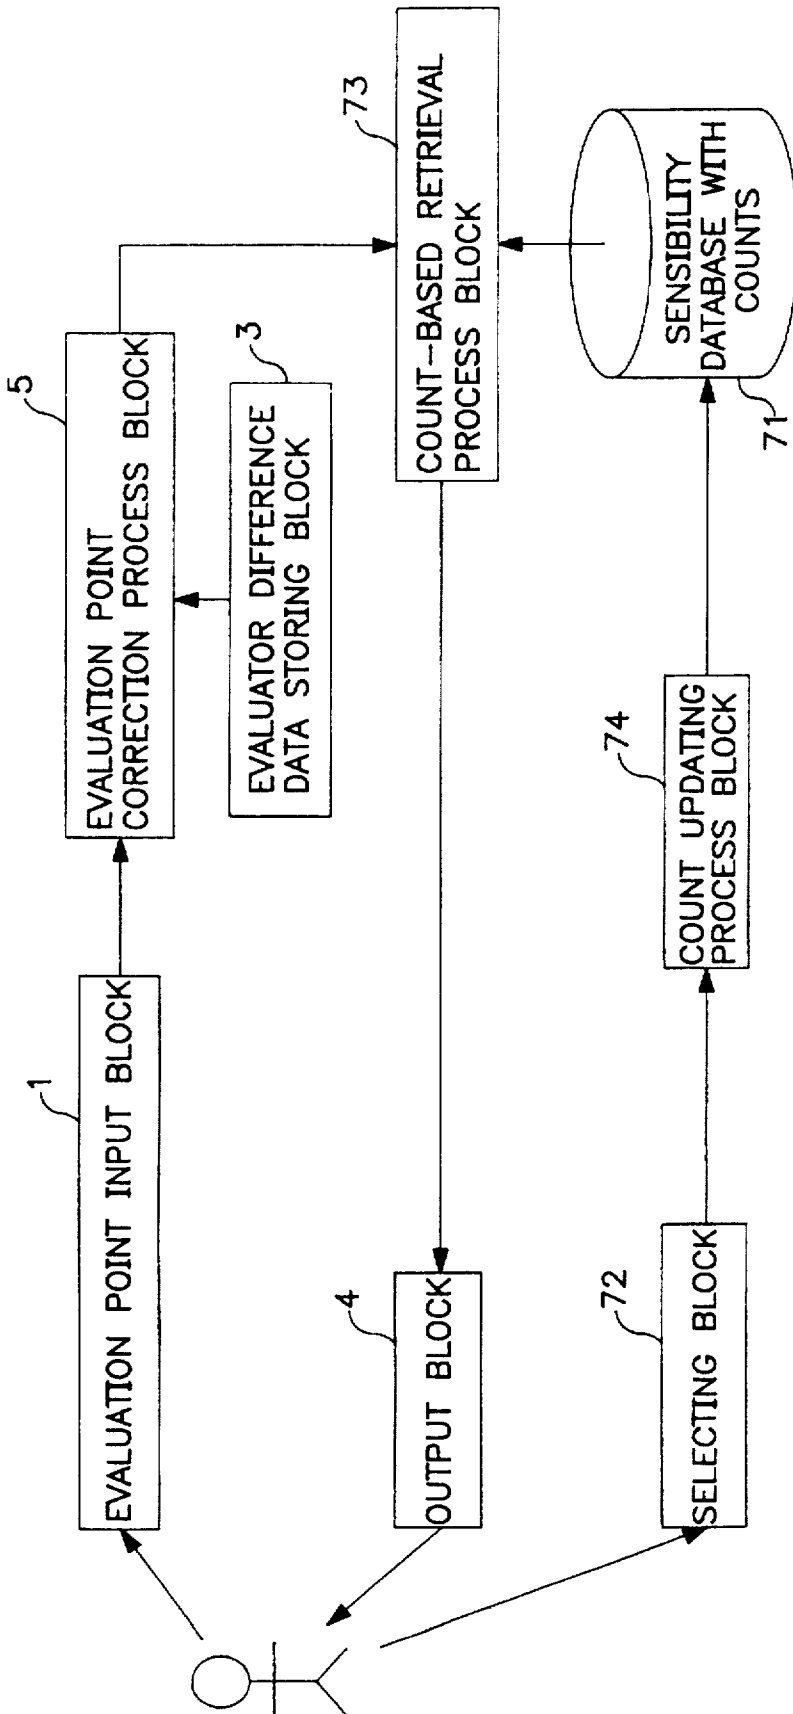 1
EVALUATION POINT INPUT BLOCK
5
EVALUATION POINT
CORRECTION PROCESS BLOCK
3
EVALUATOR DIFFERENCE
DATA STORING BLOCK
4
OUTPUT BLOCK
73
COUNT-BASED RETRIEVAL
PROCESS BLOCK
72
SELECTING BLOCK
74
COUNT UPDATING
PROCESS BLOCK
71
SENSIBILITY
DATABASE WITH
COUNTS